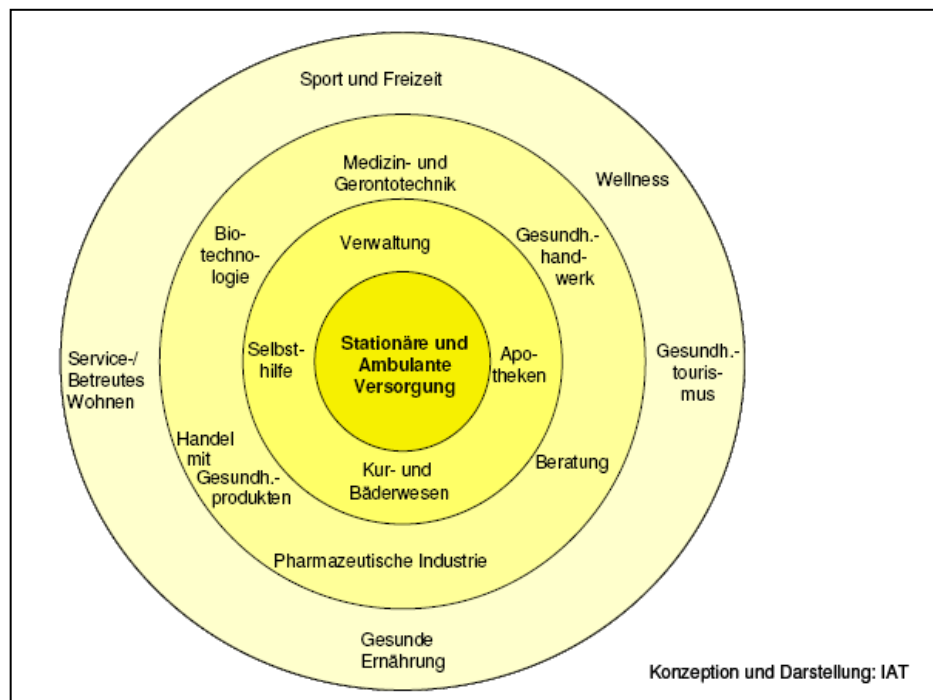 Sport und Freizeit
Medizin- und
Gerontotechnik
Wellness
Bio-
technolo-
logie
Verwaltung
Gesundh.-
hand-
werk
Selbst-
hilfe
Stationäre und
Ambulante
Versorgung
Apo-
theken
Service-/
Betreutes
Wohnen
Gesundh.-
touris-
mus
Handel
mit
Gesundh.-
produkten
Kur- und
Bäderwesen
Beratung
Pharmazeutische Industrie
Gesunde
Ernährung
Konzeption und Darstellung: IAT